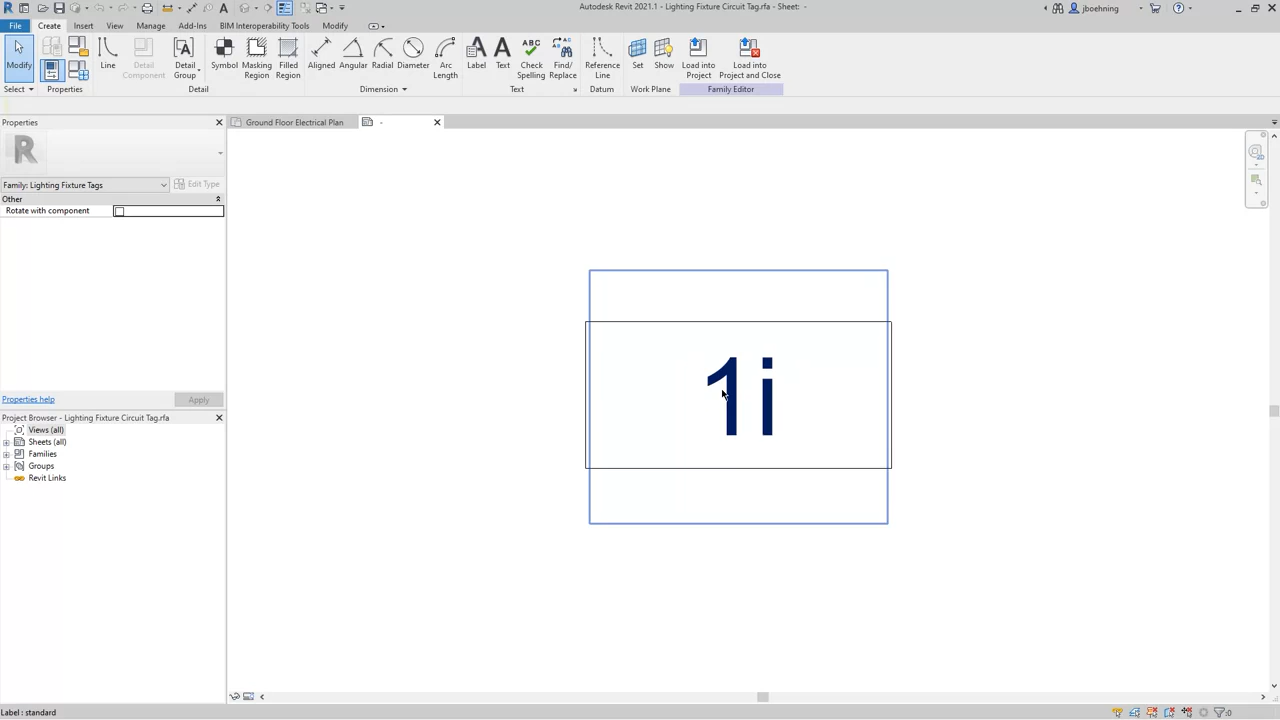 Autodesk Revit 2021.1 - Lighting Fixture Circuit Tag.rfa - Sheet: -
jboehning
File Create Insert View Manage Add-Ins BIM Interoperability Tools Modify
Modify
Line
Detail Component
Detail Group
Symbol
Masking Region
Filled Region
Aligned
Angular
Radial
Diameter
Arc Length
Label
Text
Check Spelling
Find/ Replace
Reference Line
Set
Show
Load into Project
Load into Project and Close
Select Properties Detail Dimension Text Datum Work Plane Family Editor
Properties
Ground Floor Electrical Plan
-
R
Family: Lighting Fixture Tags
Edit Type
Other
Rotate with component
1i
Properties help
Apply
Project Browser - Lighting Fixture Circuit Tag.rfa
Views (all)
Sheets (all)
Families
Groups
Revit Links
Label : standard
:0